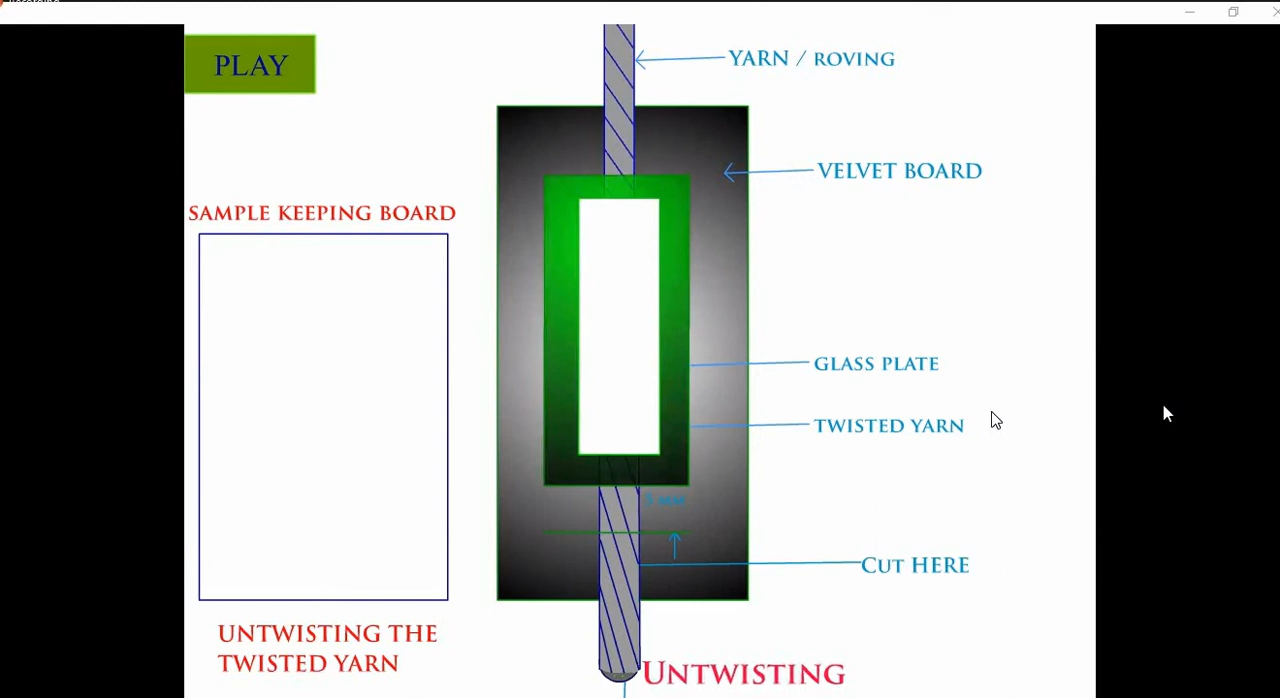 PLAY
YARN / ROVING
VELVET BOARD
SAMPLE KEEPING BOARD
GLASS PLATE
TWISTED YARN
CUT HERE
UNTWISTING THE
TWISTED YARN
UNTWISTING